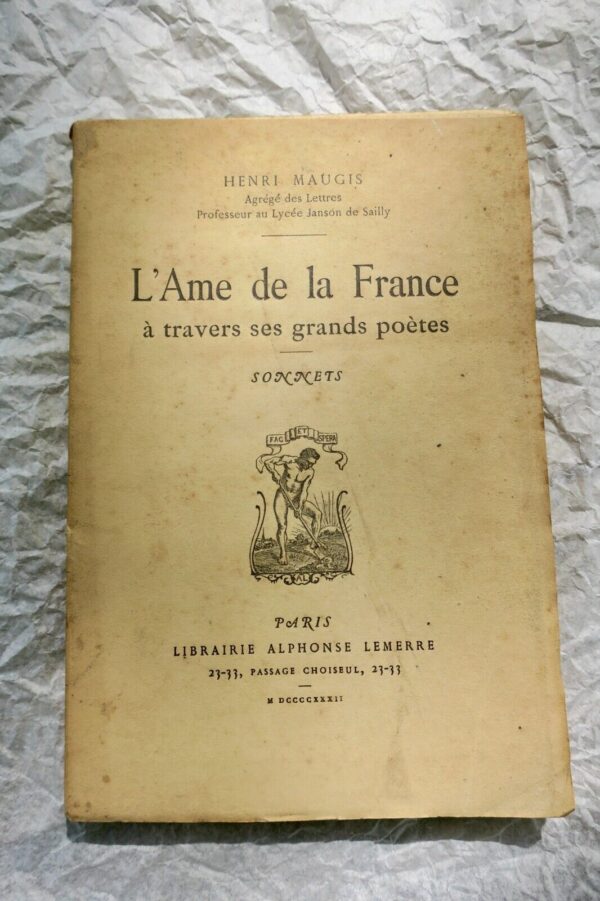 HENRI MAUGIS
Agrégé des Lettres
Professeur au Lycée Janson de Sailly
L'Ame de la France
à travers ses grands poètes
SONNETS
FAC ET SPERA
AL
PARIS
LIBRAIRIE ALPHONSE LEMERRE
23-33, PASSAGE CHOISEUL, 23-33
M DCCCCXXXII